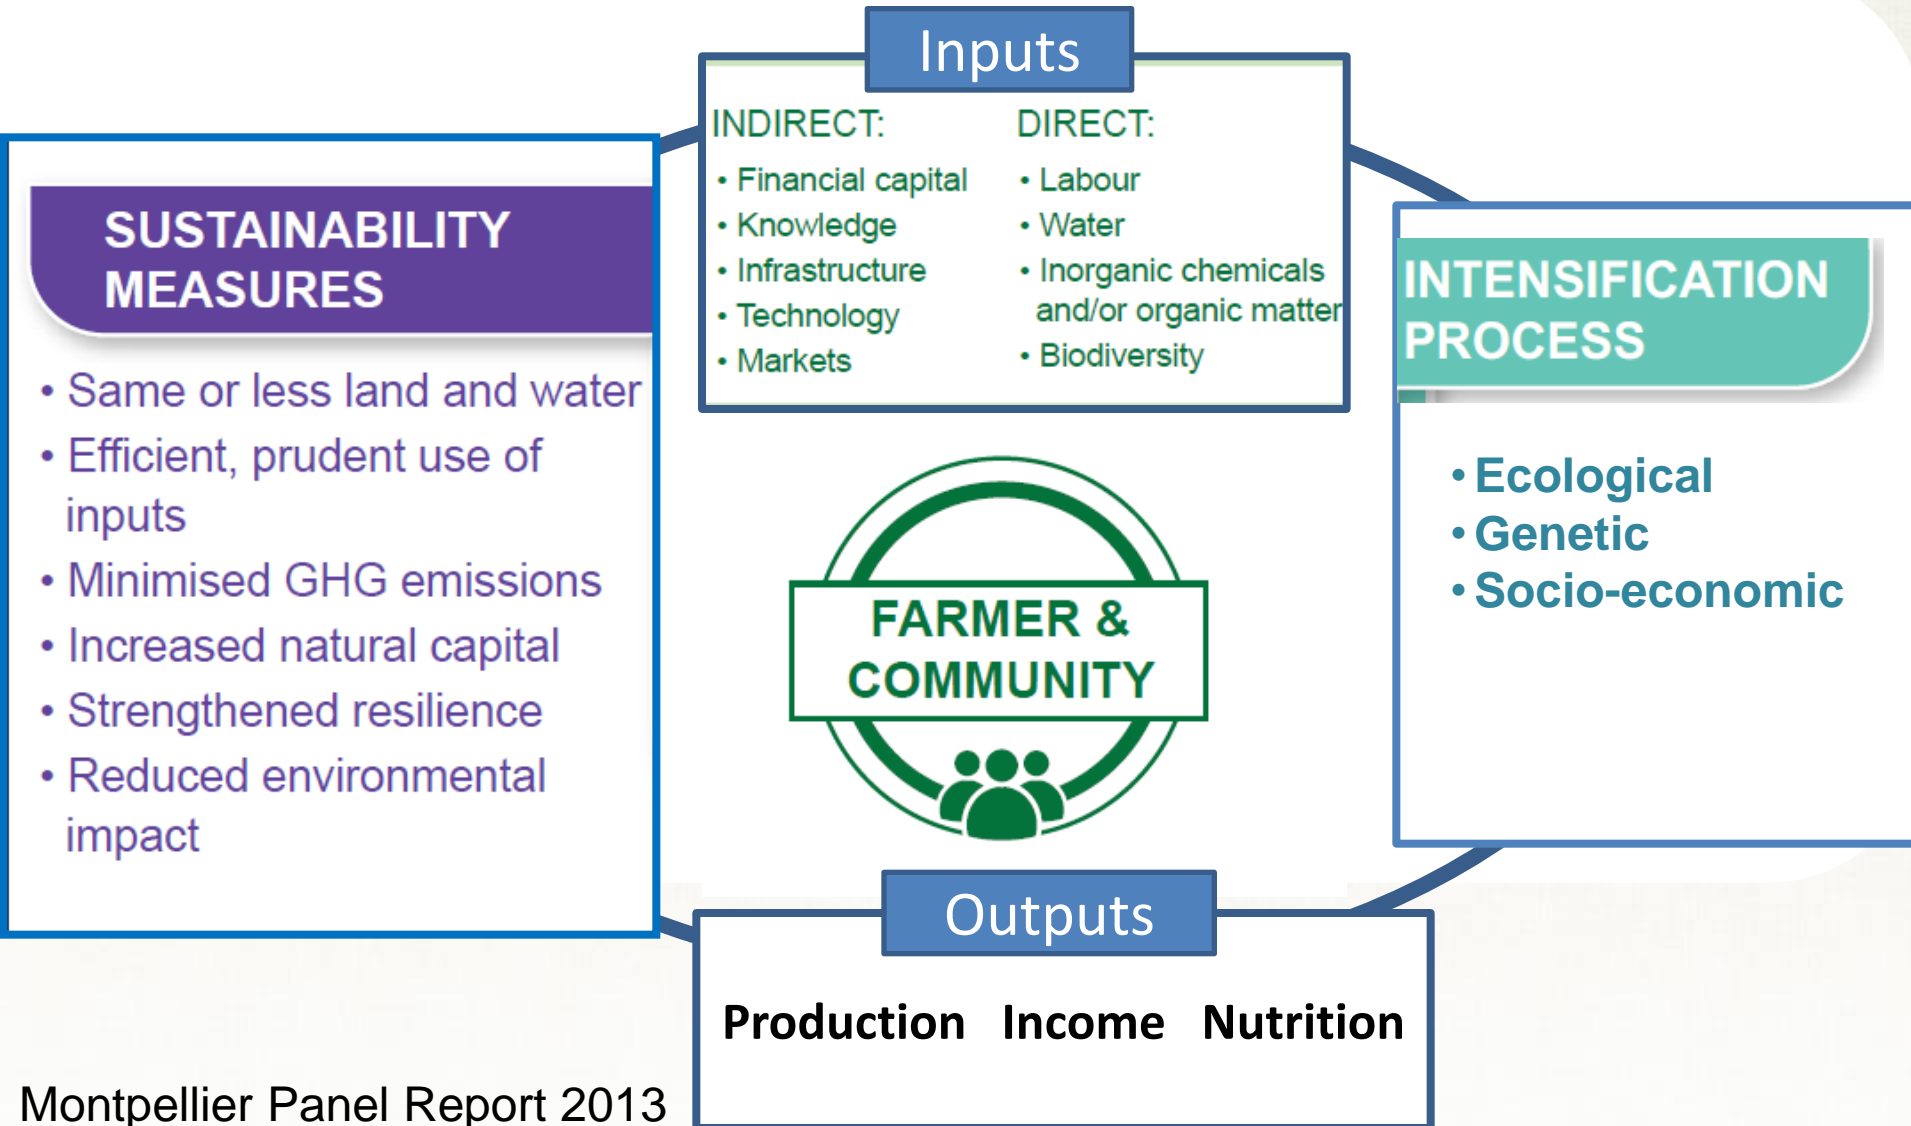 Inputs
INDIRECT:
• Financial capital
• Knowledge
• Infrastructure
• Technology
• Markets
DIRECT:
• Labour
• Water
• Inorganic chemicals
and/or organic matter
• Biodiversity
SUSTAINABILITY
MEASURES
• Same or less land and water
• Efficient, prudent use of
inputs
• Minimised GHG emissions
• Increased natural capital
• Strengthened resilience
• Reduced environmental
impact
INTENSIFICATION
PROCESS
• Ecological
• Genetic
• Socio-economic
FARMER &
COMMUNITY
Outputs
Production Income Nutrition
Montpellier Panel Report 2013